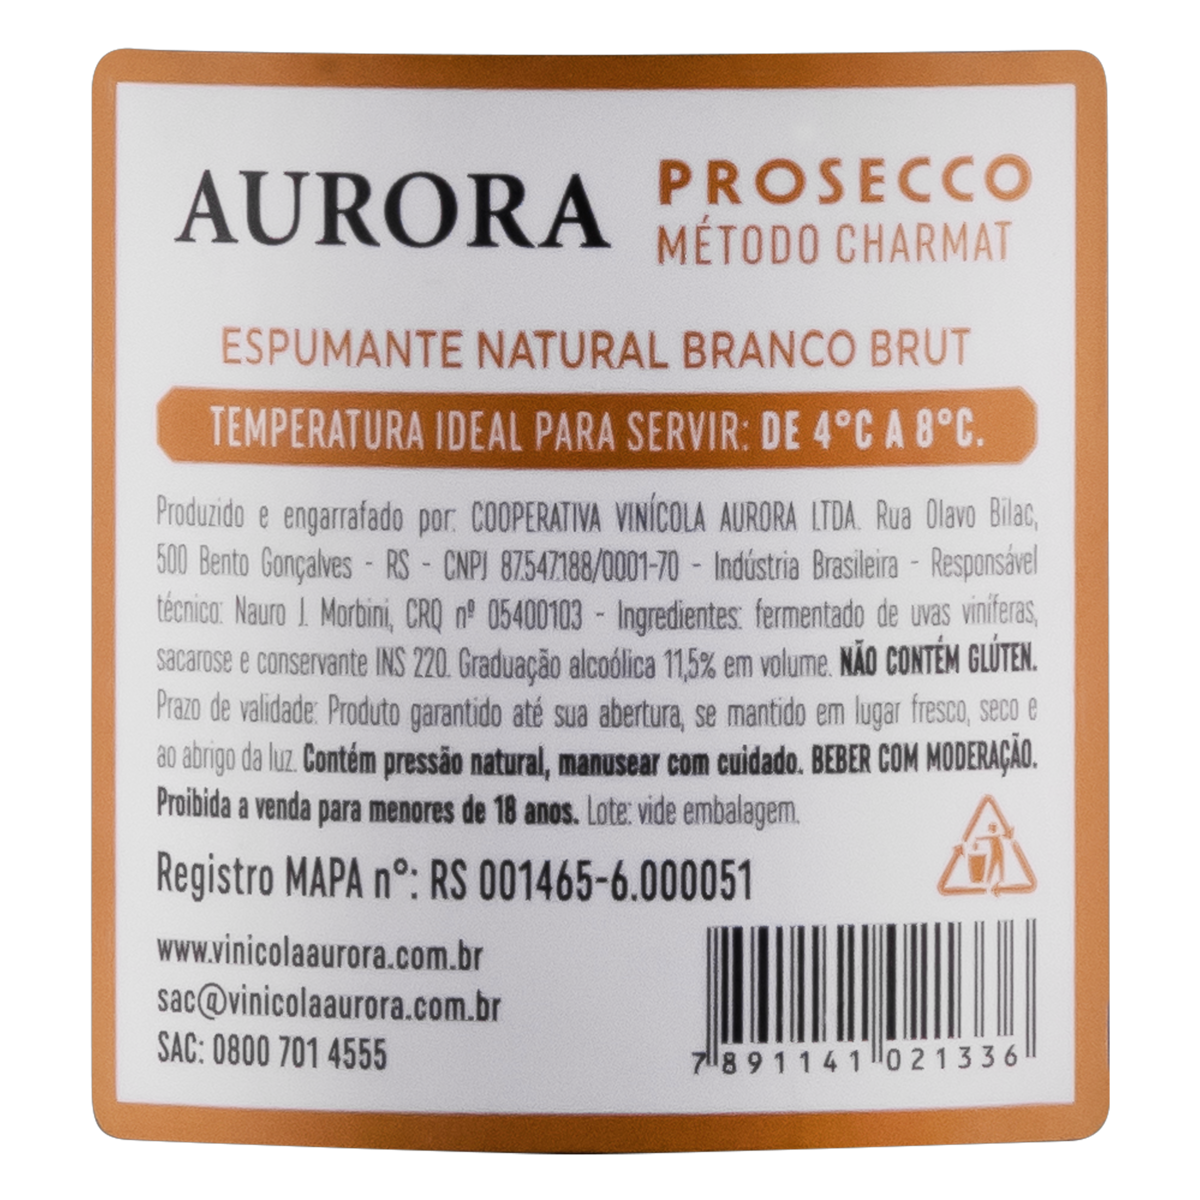 AURORA
PROSECCO
MÉTODO CHARMAT
ESPUMANTE NATURAL BRANCO BRUT
TEMPERATURA IDEAL PARA SERVIR: DE 4°C A 8°C.
Produzido e engarrafado por: COOPERATIVA VINÍCOLA AURORA LTDA. Rua Olavo Bilac,
500 Bento Gonçalves - RS - CNPJ 87.547.188/0001-70 - Indústria Brasileira - Responsável
técnico: Nauro J. Morbini, CRQ nº 05400103 - Ingredientes: fermentado de uvas viníferas,
sacarose e conservante INS 220. Graduação alcoólica 11,5% em volume. NÃO CONTÉM GLÚTEN.
Prazo de validade: Produto garantido até sua abertura, se mantido em lugar fresco, seco e
ao abrigo da luz. Contém pressão natural, manusear com cuidado. BEBER COM MODERAÇÃO.
Proibida a venda para menores de 18 anos. Lote: vide embalagem.
Registro MAPA n°: RS 001465-6.000051
www.vinicolaaurora.com.br
sac@vinicolaaurora.com.br
SAC: 0800 701 4555
7 891141 021336